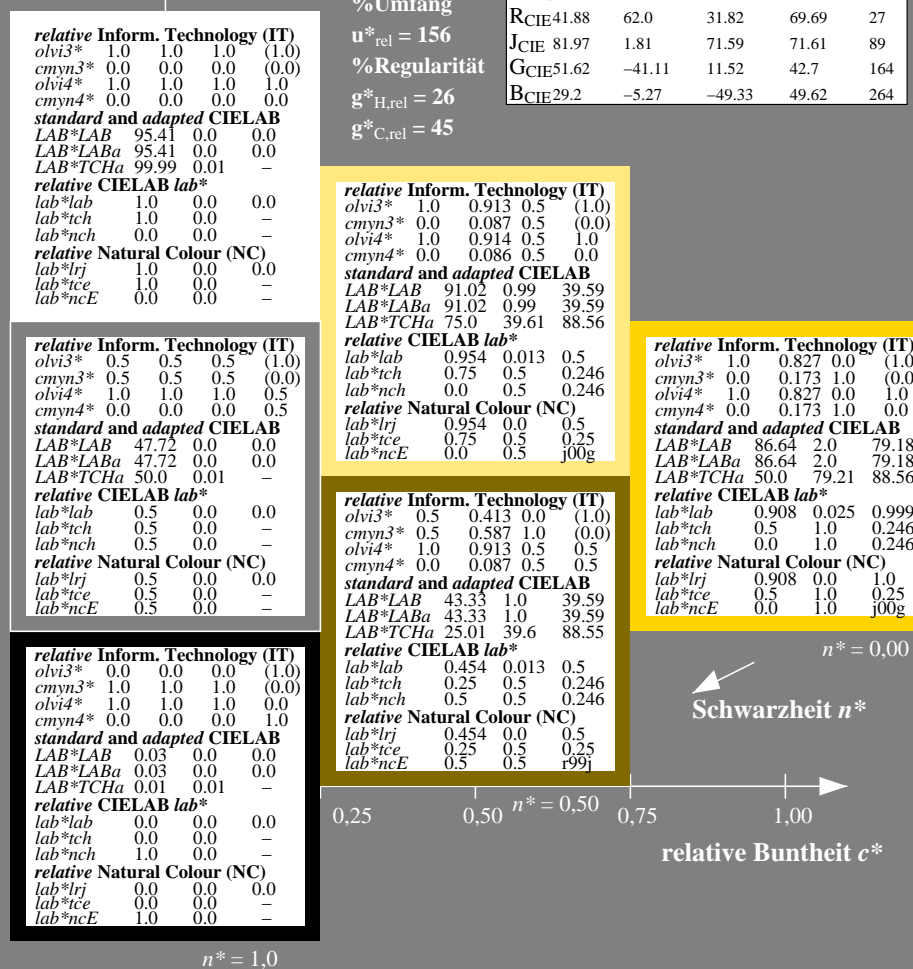 %Umfang
u*rel = 156
%Regularität
g*H,rel = 26
g*C,rel = 45
RCIE 41.88 62.0 31.82 69.69 27
JCIE 81.97 1.81 71.59 71.61 89
GCIE 51.62 −41.11 11.52 42.7 164
BCIE 29.2 −5.27 −49.33 49.62 264
relative Inform. Technology (IT)
olvi3* 1.0 1.0 1.0 (1.0)
cmyn3* 0.0 0.0 0.0 (0.0)
olvi4* 1.0 1.0 1.0 1.0
cmyn4* 0.0 0.0 0.0 0.0
standard and adapted CIELAB
LAB*LAB 95.41 0.0 0.0
LAB*LABa 95.41 0.0 0.0
LAB*TCHa 99.99 0.01 –
relative CIELAB lab*
lab*lab 1.0 0.0 0.0
lab*tch 1.0 0.0 –
lab*nch 0.0 0.0 –
relative Natural Colour (NC)
lab*lrj 1.0 0.0 0.0
lab*tce 1.0 0.0 –
lab*ncE 0.0 0.0 –
relative Inform. Technology (IT)
olvi3* 1.0 0.913 0.5 (1.0)
cmyn3* 0.0 0.087 0.5 (0.0)
olvi4* 1.0 0.914 0.5 1.0
cmyn4* 0.0 0.086 0.5 0.0
standard and adapted CIELAB
LAB*LAB 91.02 0.99 39.59
LAB*LABa 91.02 0.99 39.59
LAB*TCHa 75.0 39.61 88.56
relative CIELAB lab*
lab*lab 0.954 0.013 0.5
lab*tch 0.75 0.5 0.246
lab*nch 0.0 0.5 0.246
relative Natural Colour (NC)
lab*lrj 0.954 0.0 0.5
lab*tce 0.75 0.5 0.25
lab*ncE 0.0 0.5 j00g
relative Inform. Technology (IT)
olvi3* 0.5 0.5 0.5 (1.0)
cmyn3* 0.5 0.5 0.5 (0.0)
olvi4* 1.0 1.0 1.0 0.5
cmyn4* 0.0 0.0 0.0 0.5
standard and adapted CIELAB
LAB*LAB 47.72 0.0 0.0
LAB*LABa 47.72 0.0 0.0
LAB*TCHa 50.0 0.01 –
relative CIELAB lab*
lab*lab 0.5 0.0 0.0
lab*tch 0.5 0.0 –
lab*nch 0.5 0.0 –
relative Natural Colour (NC)
lab*lrj 0.5 0.0 0.0
lab*tce 0.5 0.0 –
lab*ncE 0.5 0.0 –
relative Inform. Technology (IT)
olvi3* 1.0 0.827 0.0 (1.0
cmyn3* 0.0 0.173 1.0 (0.0
olvi4* 1.0 0.827 0.0 1.0
cmyn4* 0.0 0.173 1.0 0.0
standard and adapted CIELAB
LAB*LAB 86.64 2.0 79.18
LAB*LABa 86.64 2.0 79.18
LAB*TCHa 50.0 79.21 88.56
relative CIELAB lab*
lab*lab 0.908 0.025 0.999
lab*tch 0.5 1.0 0.246
lab*nch 0.0 1.0 0.246
relative Natural Colour (NC)
lab*lrj 0.908 0.0 1.0
lab*tce 0.5 1.0 0.25
lab*ncE 0.0 1.0 j00g
relative Inform. Technology (IT)
olvi3* 0.5 0.413 0.0 (1.0)
cmyn3* 0.5 0.587 1.0 (0.0)
olvi4* 1.0 0.913 0.5 0.5
cmyn4* 0.0 0.087 0.5 0.5
standard and adapted CIELAB
LAB*LAB 43.33 1.0 39.59
LAB*LABa 43.33 1.0 39.59
LAB*TCHa 25.01 39.6 88.55
relative CIELAB lab*
lab*lab 0.454 0.013 0.5
lab*tch 0.25 0.5 0.246
lab*nch 0.5 0.5 0.246
relative Natural Colour (NC)
lab*lrj 0.454 0.0 0.5
lab*tce 0.25 0.5 0.25
lab*ncE 0.5 0.5 r99j
relative Inform. Technology (IT)
olvi3* 0.0 0.0 0.0 (1.0)
cmyn3* 1.0 1.0 1.0 (0.0)
olvi4* 1.0 1.0 1.0 0.0
cmyn4* 0.0 0.0 0.0 1.0
standard and adapted CIELAB
LAB*LAB 0.03 0.0 0.0
LAB*LABa 0.03 0.0 0.0
LAB*TCHa 0.01 0.01 –
relative CIELAB lab*
lab*lab 0.0 0.0 0.0
lab*tch 0.0 0.0 –
lab*nch 1.0 0.0 –
relative Natural Colour (NC)
lab*lrj 0.0 0.0 0.0
lab*tce 0.0 0.0 –
lab*ncE 1.0 0.0 –
n* = 0,00
Schwarzheit n*
n* = 0,50
0,25 0,50 0,75 1,00
relative Buntheit c*
n* = 1,0